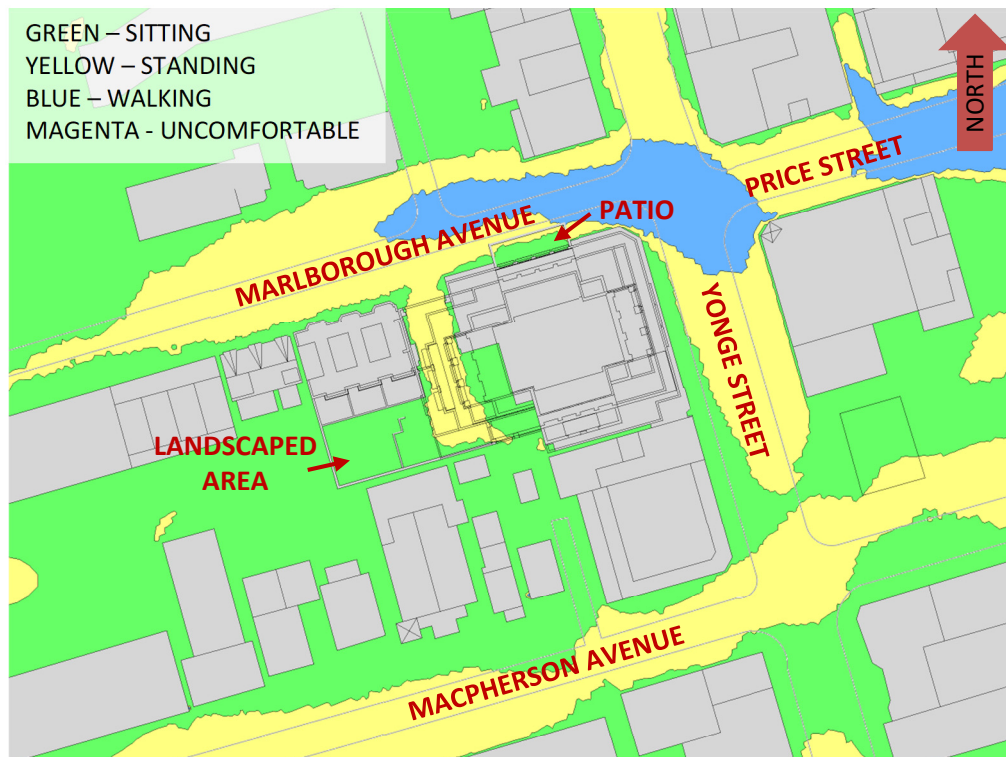 GREEN – SITTING
YELLOW – STANDING
BLUE – WALKING
MAGENTA - UNCOMFORTABLE
NORTH
PRICE STREET
PATIO
MARLBOROUGH AVENUE
YONGE STREET
LANDSCAPED
AREA
MACPHERSON AVENUE